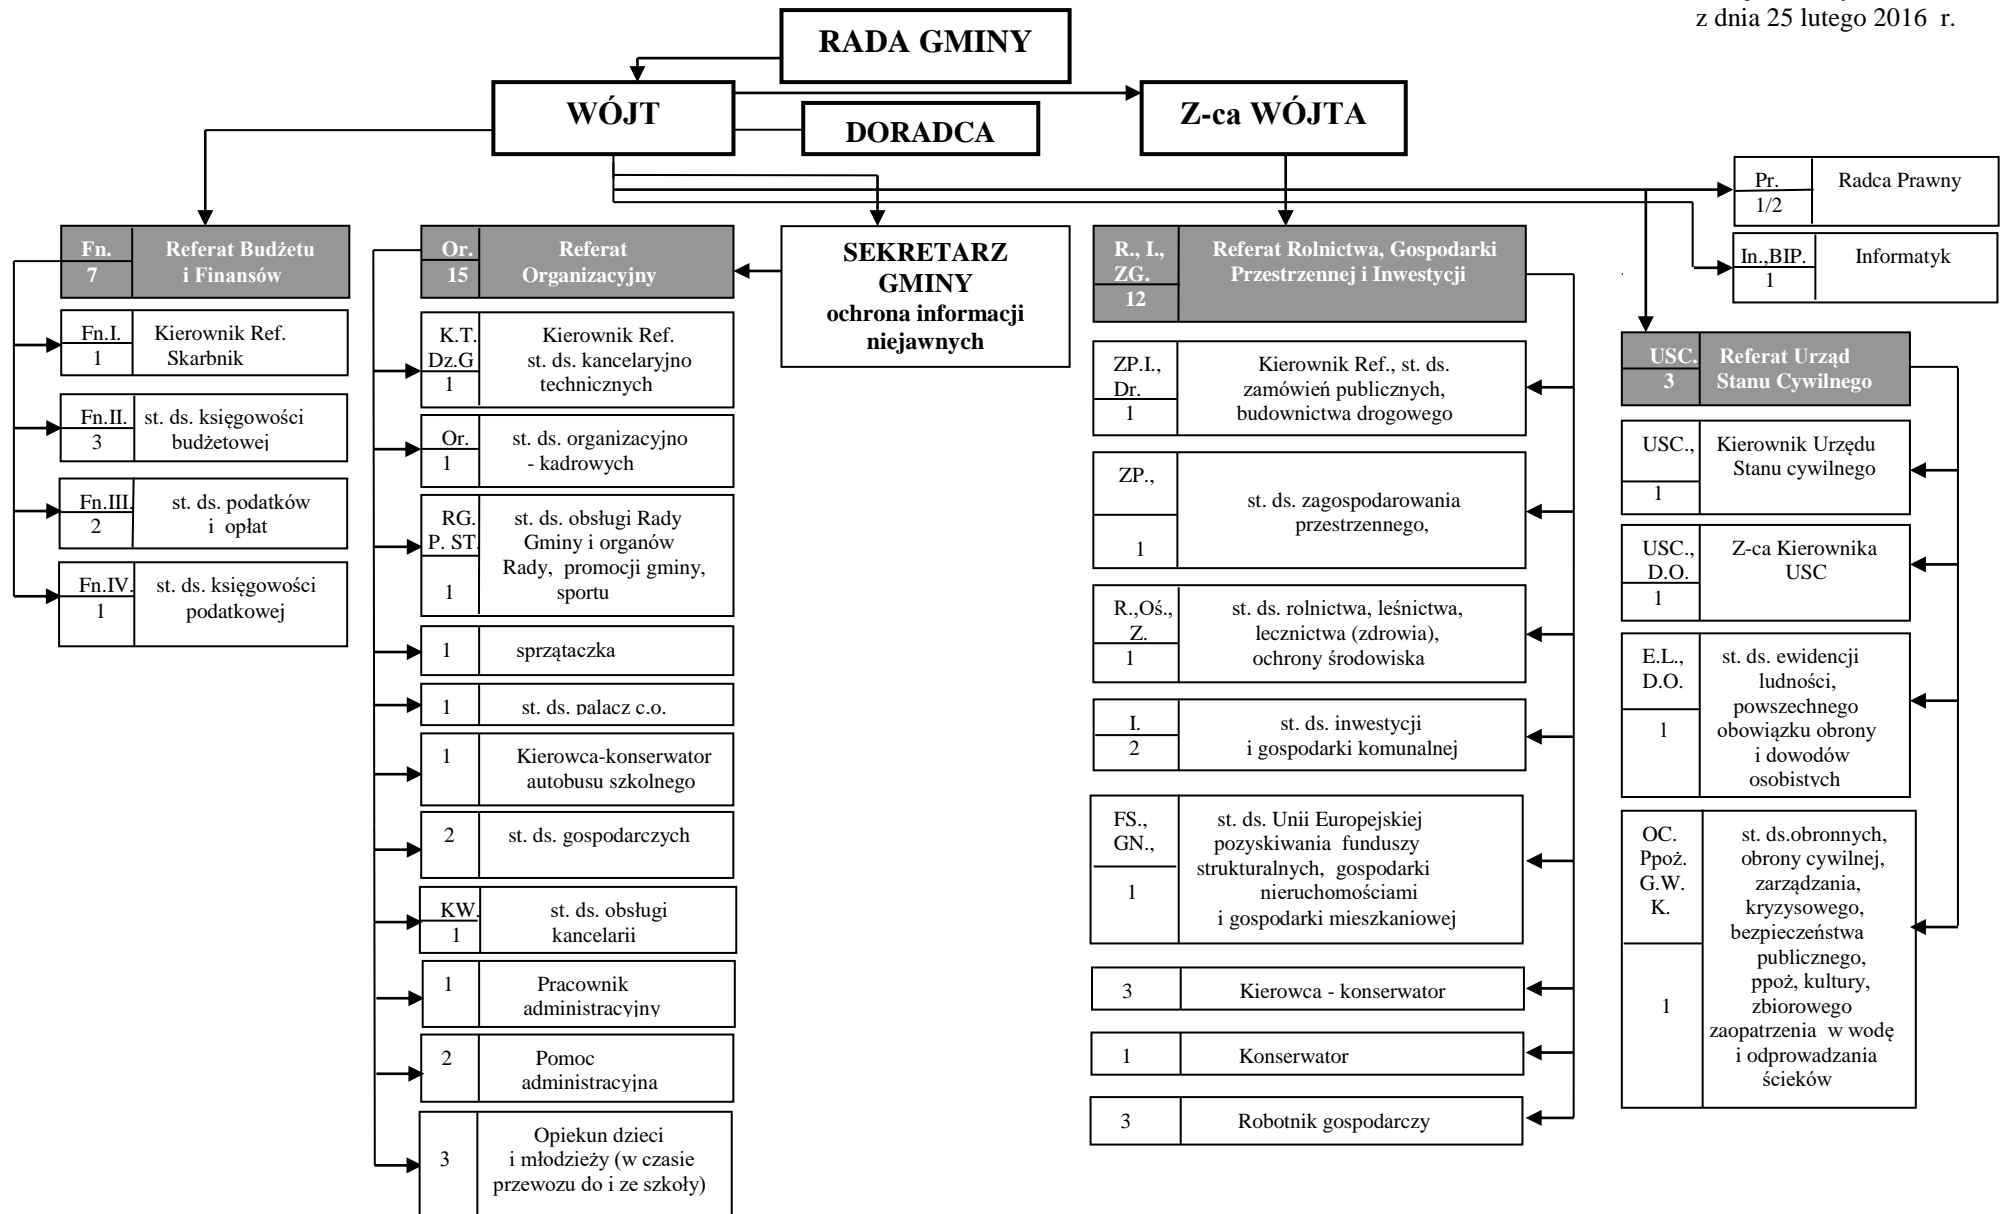 z dnia 25 lutego 2016 r.
RADA GMINY
WÓJT
DORADCA
Z-ca WÓJTA
Pr.
1/2
Radca Prawny
In.,BIP.
1
Informatyk
Fn.
7
Referat Budżetu
i Finansów
Fn.I.
1
Kierownik Ref.
Skarbnik
Fn.II.
3
st. ds. księgowości
budżetowej
Fn.III.
2
st. ds. podatków
i opłat
Fn.IV.
1
st. ds. księgowości
podatkowej
Or.
15
Referat
Organizacyjny
K.T.
Dz.G
1
Kierownik Ref.
st. ds. kancelaryjno
technicznych
Or.
1
st. ds. organizacyjno
- kadrowych
RG.
P. ST.
1
st. ds. obsługi Rady
Gminy i organów
Rady, promocji gminy,
sportu
1
sprzątaczka
1
st. ds. palacz c.o.
1
Kierowca-konserwator
autobusu szkolnego
2
st. ds. gospodarczych
KW.
1
st. ds. obsługi
kancelarii
1
Pracownik
administracyjny
2
Pomoc
administracyjna
3
Opiekun dzieci
i młodzieży (w czasie
przewozu do i ze szkoły)
SEKRETARZ
GMINY
ochrona informacji
niejawnych
R., I.,
ZG.
12
Referat Rolnictwa, Gospodarki
Przestrzennej i Inwestycji
ZP.I.,
Dr.
1
Kierownik Ref., st. ds.
zamówień publicznych,
budownictwa drogowego
ZP.,
1
st. ds. zagospodarowania
przestrzennego,
R.,Oś.,
Z.
1
st. ds. rolnictwa, leśnictwa,
lecznictwa (zdrowia),
ochrony środowiska
I.
2
st. ds. inwestycji
i gospodarki komunalnej
FS.,
GN.,
1
st. ds. Unii Europejskiej
pozyskiwania funduszy
strukturalnych, gospodarki
nieruchomościami
i gospodarki mieszkaniowej
3
Kierowca - konserwator
1
Konserwator
3
Robotnik gospodarczy
USC.
3
Referat Urząd
Stanu Cywilnego
USC.,
1
Kierownik Urzędu
Stanu cywilnego
USC.,
D.O.
1
Z-ca Kierownika
USC
E.L.,
D.O.
1
st. ds. ewidencji
ludności,
powszechnego
obowiązku obrony
i dowodów
osobistych
OC.
Ppoż.
G.W.
K.
1
st. ds.obronnych,
obrony cywilnej,
zarządzania,
kryzysowego,
bezpieczeństwa
publicznego,
ppoż, kultury,
zbiorowego
zaopatrzenia w wodę
i odprowadzania
ścieków